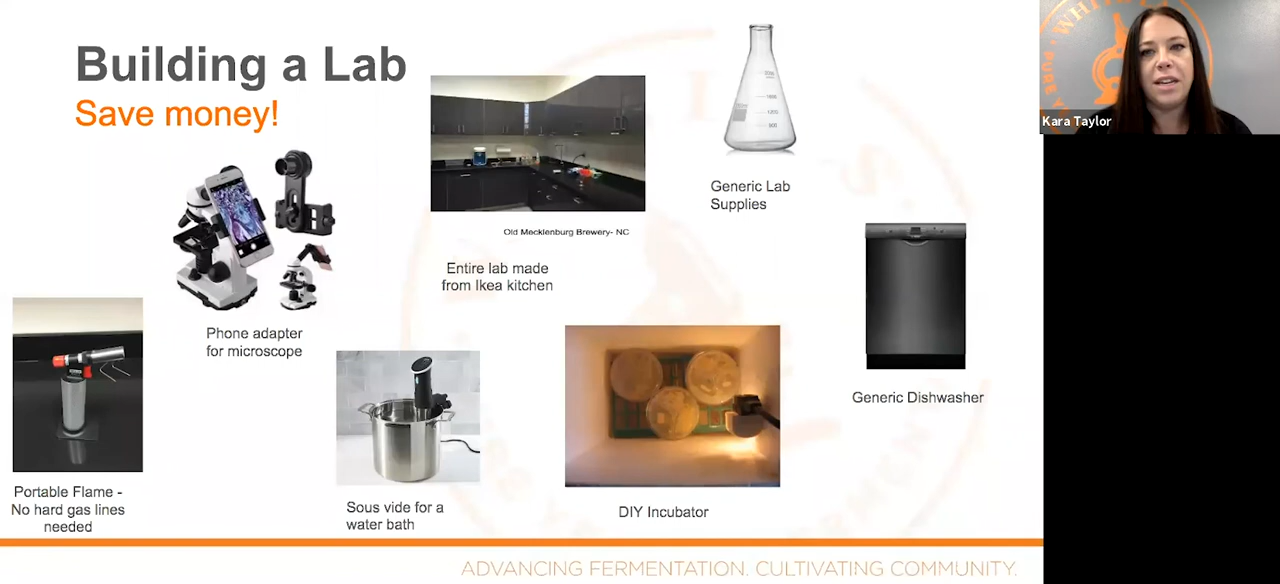 Building a Lab
Save money!
Kara Taylor
Old Mecklenburg Brewery- NC
Generic Lab
Supplies
Entire lab made
from Ikea kitchen
Phone adapter
for microscope
Generic Dishwasher
Portable Flame -
No hard gas lines
needed
Sous vide for a
water bath
DIY Incubator
ADVANCING FERMENTATION. CULTIVATING COMMUNITY.